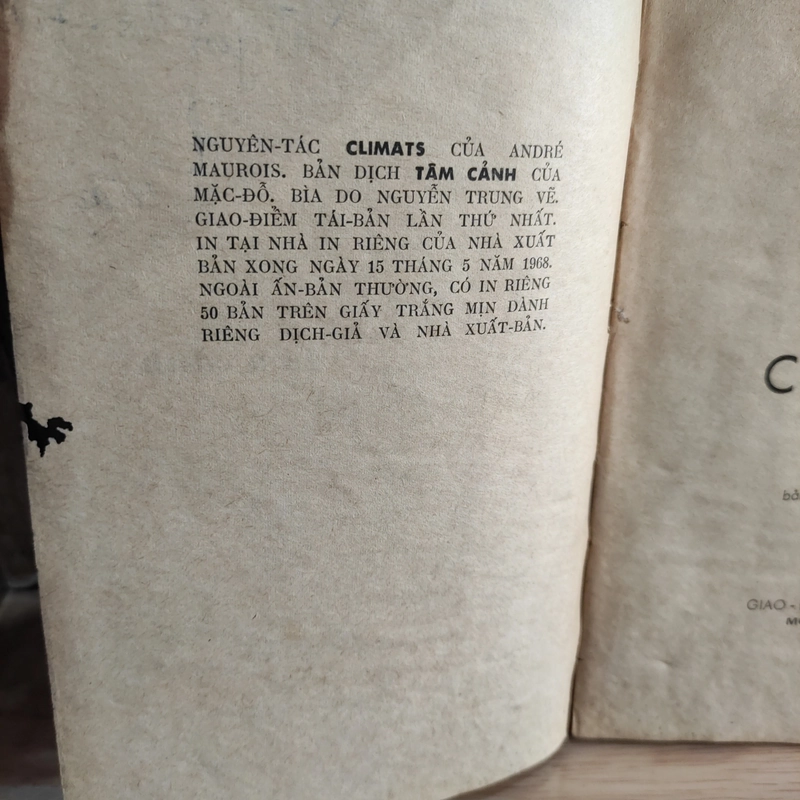 NGUYÊN-TÁC CLIMATS CỦA ANDRÉ
MAUROIS. BẢN DỊCH TÂM CẢNH CỦA
MẶC-ĐỖ. BÌA DO NGUYỄN TRUNG VẼ.
GIAO-ĐIỂM TÁI-BẢN LẦN THỨ NHẤT.
IN TẠI NHÀ IN RIÊNG CỦA NHÀ XUẤT
BẢN XONG NGÀY 15 THÁNG 5 NĂM 1968.
NGOÀI ẤN-BẢN THƯỜNG, CÓ IN RIÊNG
50 BẢN TRÊN GIẤY TRẮNG MỊN DÀNH
RIÊNG DỊCH-GIẢ VÀ NHÀ XUẤT-BẢN.
C
GIAO -